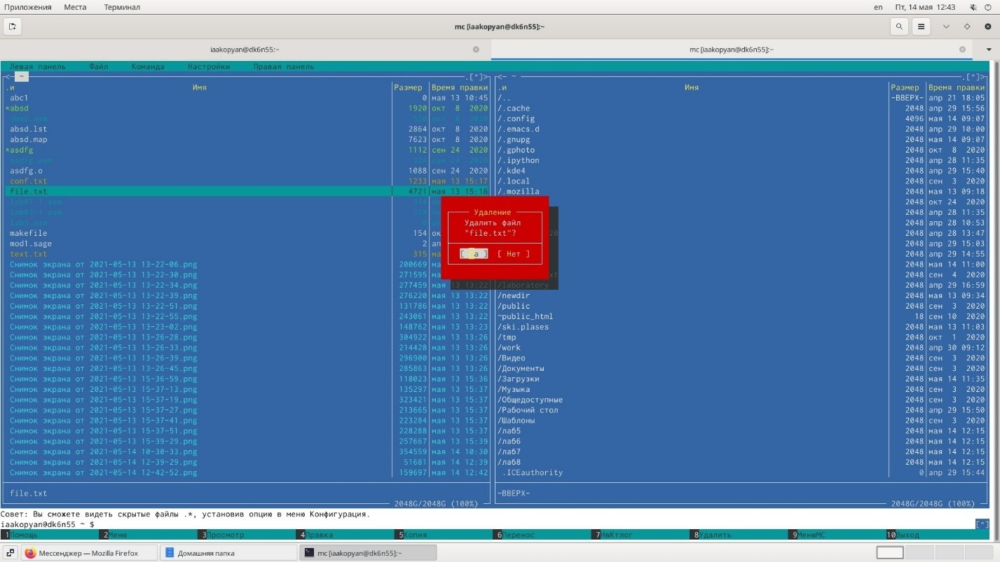 Приложения Места Терминал en Пт, 14 мая 12:43
mc [iaakopyan@dk6n55]:~
iaakopyan@dk6n55:~ mc [iaakopyan@dk6n55]:~
Левая панель Файл Команда Настройки Правая панель
<─ ~ .[^]> <─ ~ .[^]>
.и Имя Размер Время правки .и Имя Размер Время правки
abc1 0 мая 13 10:45 /.. -ВВЕРХ- апр 21 18:05
*absd 1920 окт 8 2020 /.cache 2048 апр 29 15:56
absd.asm 2020 /.config 4096 мая 14 09:07
absd.lst 2864 окт 8 2020 /.emacs.d 2048 апр 29 10:00
absd.map 7623 окт 8 2020 /.gnupg 2048 мая 14 09:07
*asdfg 1112 сен 24 2020 /.gphoto 2048 окт 8 2020
asdfg.asm 324 сен 24 2020 /.ipython 2048 апр 28 11:35
asdfg.o 1088 сен 24 2020 /.kde4 2048 апр 29 15:40
conf.txt 1233 мая 13 15:17 /.local 2048 сен 3 2020
file.txt 4721 мая 13 15:16 /.mozilla 2048 мая 13 09:18
2048 окт 24 2020
2048 апр 28 11:35
2048 апр 28 10:53
makefile 154 ок 2048 апр 28 13:47
mod1.sage 2 ап 2048 апр 29 15:03
text.txt 315 ма 2048 апр 29 14:55
Удаление
Удалить файл
"file.txt"?
[ а ] [ Нет ]
Снимок экрана от 2021-05-13 13-22-06.png 200669 ма 2048 мая 14 11:00
Снимок экрана от 2021-05-13 13-22-30.png 271595 ма 2048 сен 4 2020
Снимок экрана от 2021-05-13 13-22-34.png 277459 мая 13 13:22 /laboratory 2048 апр 29 16:59
Снимок экрана от 2021-05-13 13-22-39.png 276220 мая 13 13:22 /newdir 2048 мая 13 09:34
Снимок экрана от 2021-05-13 13-22-51.png 131786 мая 13 13:22 /public 2048 сен 3 2020
Снимок экрана от 2021-05-13 13-22-55.png 243061 мая 13 13:22 ~public_html 18 сен 10 2020
Снимок экрана от 2021-05-13 13-23-02.png 148762 мая 13 13:23 /ski.plases 2048 мая 13 11:03
Снимок экрана от 2021-05-13 13-26-28.png 304922 мая 13 13:26 /tmp 2048 окт 1 2020
Снимок экрана от 2021-05-13 13-26-33.png 214428 мая 13 13:26 /work 2048 апр 30 09:12
Снимок экрана от 2021-05-13 13-26-39.png 296900 мая 13 13:26 /Видео 2048 сен 3 2020
Снимок экрана от 2021-05-13 13-26-45.png 285863 мая 13 13:26 /Документы 2048 сен 3 2020
Снимок экрана от 2021-05-13 15-36-59.png 118023 мая 13 15:36 /Загрузки 2048 мая 14 11:35
Снимок экрана от 2021-05-13 15-37-13.png 135297 мая 13 15:37 /Музыка 2048 сен 3 2020
Снимок экрана от 2021-05-13 15-37-19.png 323421 мая 13 15:37 /Общедоступные 2048 сен 3 2020
Снимок экрана от 2021-05-13 15-37-27.png 213665 мая 13 15:37 /Рабочий стол 2048 апр 29 15:50
Снимок экрана от 2021-05-13 15-37-41.png 223284 мая 13 15:37 /Шаблоны 2048 сен 3 2020
Снимок экрана от 2021-05-13 15-37-51.png 228288 мая 13 15:37 /лаб5 2048 мая 14 12:15
Снимок экрана от 2021-05-13 15-39-29.png 257667 мая 13 15:39 /лаб6 2048 мая 14 12:15
Снимок экрана от 2021-05-14 10-30-33.png 354559 мая 14 10:30 /лаб7 2048 мая 14 12:15
Снимок экрана от 2021-05-14 12-39-29.png 51681 мая 14 12:39 /лаб8 2048 мая 14 12:15
Снимок экрана от 2021-05-14 12-42-52.png 159697 мая 14 12:42 .ICEauthority 0 апр 29 15:44
file.txt -ВВЕРХ-
2048G/2048G (100%) 2048G/2048G (100%)
Совет: Вы сможете видеть скрытые файлы .*, установив опцию в меню Конфигурация.
iaakopyan@dk6n55 ~ $ [^]
1Помощь 2Меню 3Просмотр 4Правка 5Копия 6Перенос 7НвКтлог 8Удалить 9МенюMC 10Выход
Мессенджер — Mozilla Firefox Домашняя папка mc [iaakopyan@dk6n55]:~